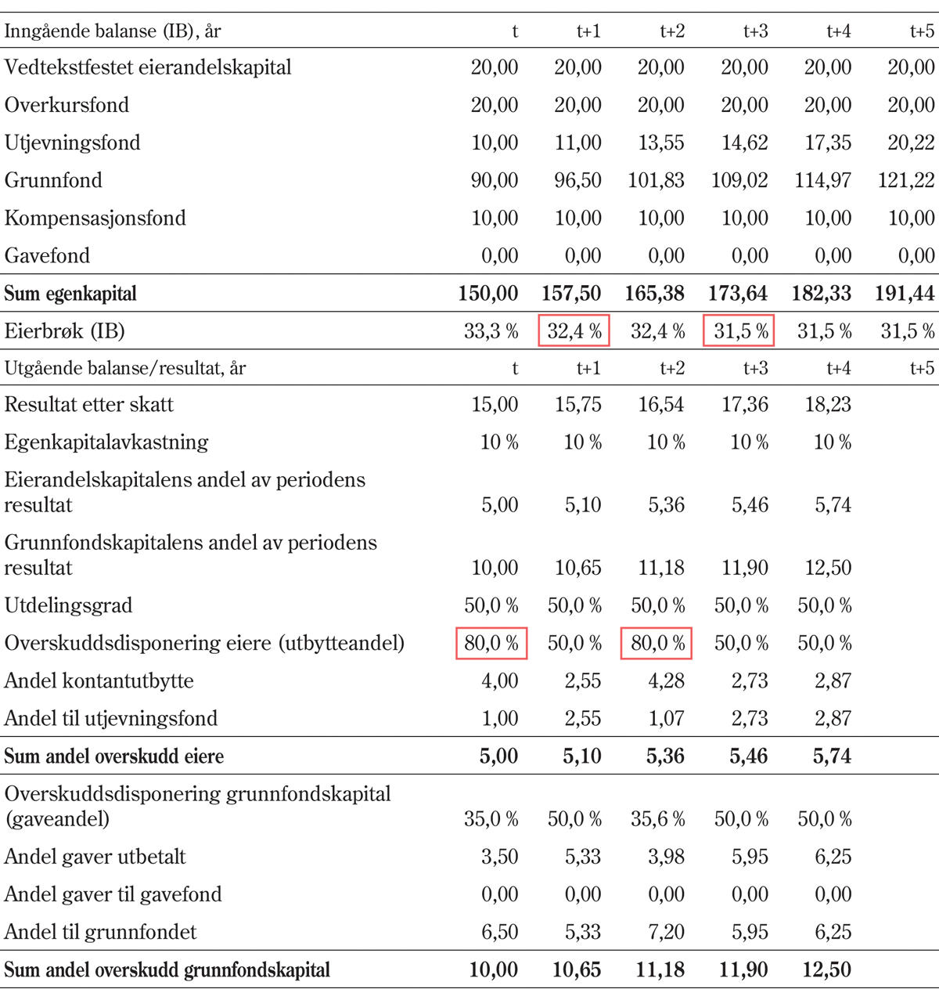 Inngående balanse (IB), år t t+1 t+2 t+3 t+4 t+5
Vedtekstfestet eierandelskapital 20,00 20,00 20,00 20,00 20,00 20,00
Overkursfond 20,00 20,00 20,00 20,00 20,00 20,00
Utjevningsfond 10,00 11,00 13,55 14,62 17,35 20,22
Grunnfond 90,00 96,50 101,83 109,02 114,97 121,22
Kompensasjonsfond 10,00 10,00 10,00 10,00 10,00 10,00
Gavefond 0,00 0,00 0,00 0,00 0,00 0,00
Sum egenkapital 150,00 157,50 165,38 173,64 182,33 191,44
Eierbrøk (IB) 33,3 % 32,4 % 32,4 % 31,5 % 31,5 % 31,5 %
Utgående balanse/resultat, år t t+1 t+2 t+3 t+4 t+5
Resultat etter skatt 15,00 15,75 16,54 17,36 18,23
Egenkapitalavkastning 10 % 10 % 10 % 10 % 10 %
Eierandelskapitalens andel av periodens
resultat 5,00 5,10 5,36 5,46 5,74
Grunnfondskapitalens andel av periodens
resultat 10,00 10,65 11,18 11,90 12,50
Utdelingsgrad 50,0 % 50,0 % 50,0 % 50,0 % 50,0 %
Overskuddsdisponering eiere (utbytteandel) 80,0 % 50,0 % 80,0 % 50,0 % 50,0 %
Andel kontantutbytte 4,00 2,55 4,28 2,73 2,87
Andel til utjevningsfond 1,00 2,55 1,07 2,73 2,87
Sum andel overskudd eiere 5,00 5,10 5,36 5,46 5,74
Overskuddsdisponering grunnfondskapital
(gaveandel) 35,0 % 50,0 % 35,6 % 50,0 % 50,0 %
Andel gaver utbetalt 3,50 5,33 3,98 5,95 6,25
Andel gaver til gavefond 0,00 0,00 0,00 0,00 0,00
Andel til grunnfondet 6,50 5,33 7,20 5,95 6,25
Sum andel overskudd grunnfondskapital 10,00 10,65 11,18 11,90 12,50